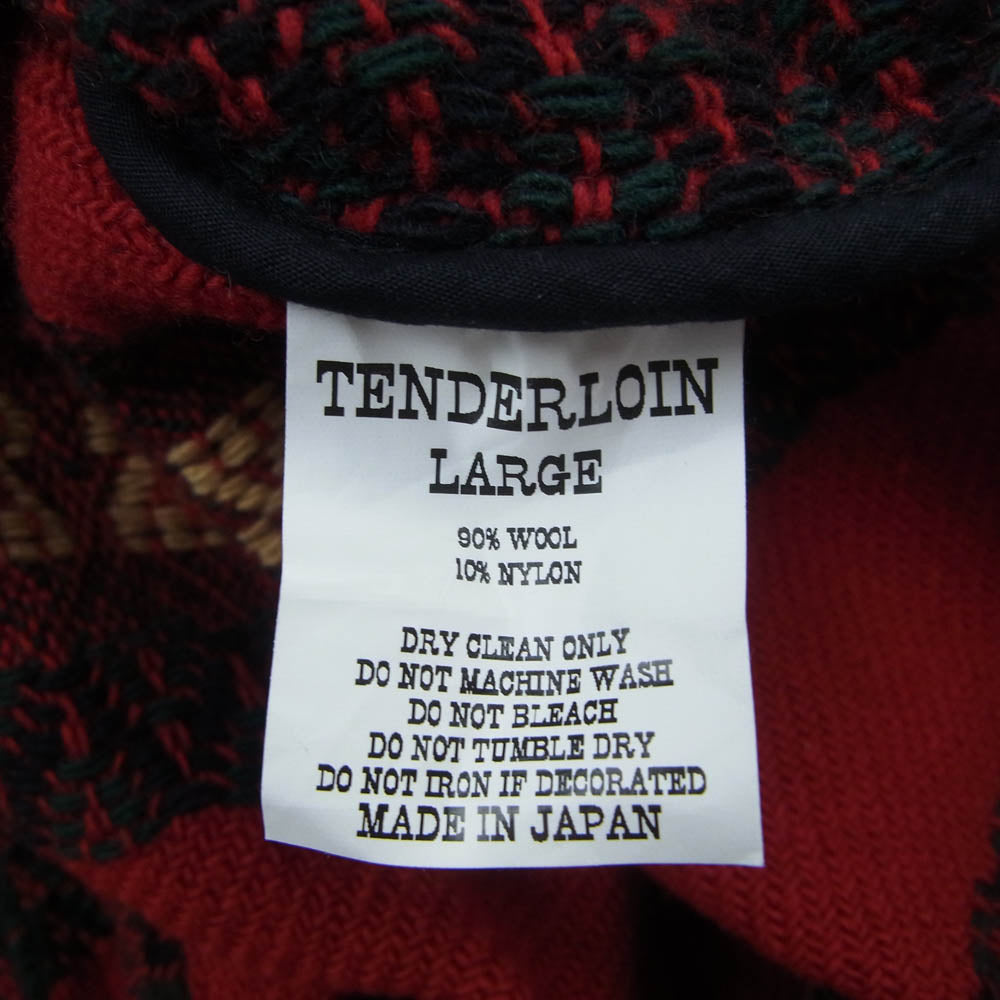 TENDERLOIN
LARGE
90% WOOL
10% NYLON
DRY CLEAN ONLY
DO NOT MACHINE WASH
DO NOT BLEACH
DO NOT TUMBLE DRY
DO NOT IRON IF DECORATED
MADE IN JAPAN